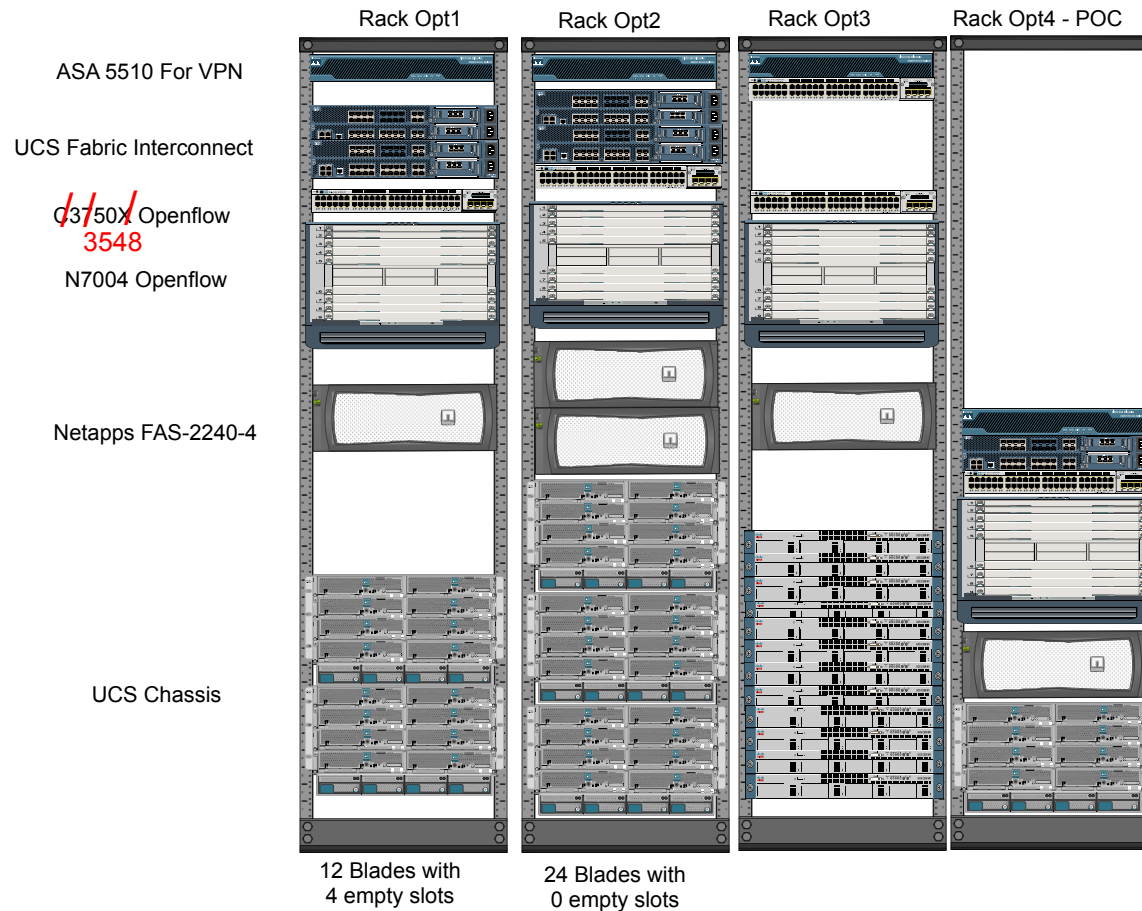 Rack Opt1
Rack Opt2
Rack Opt3
Rack Opt4 - POC
ASA 5510 For VPN
UCS Fabric Interconnect
C3750X Openflow
3548
N7004 Openflow
Netapps FAS-2240-4
UCS Chassis
12 Blades with
4 empty slots
24 Blades with
0 empty slots